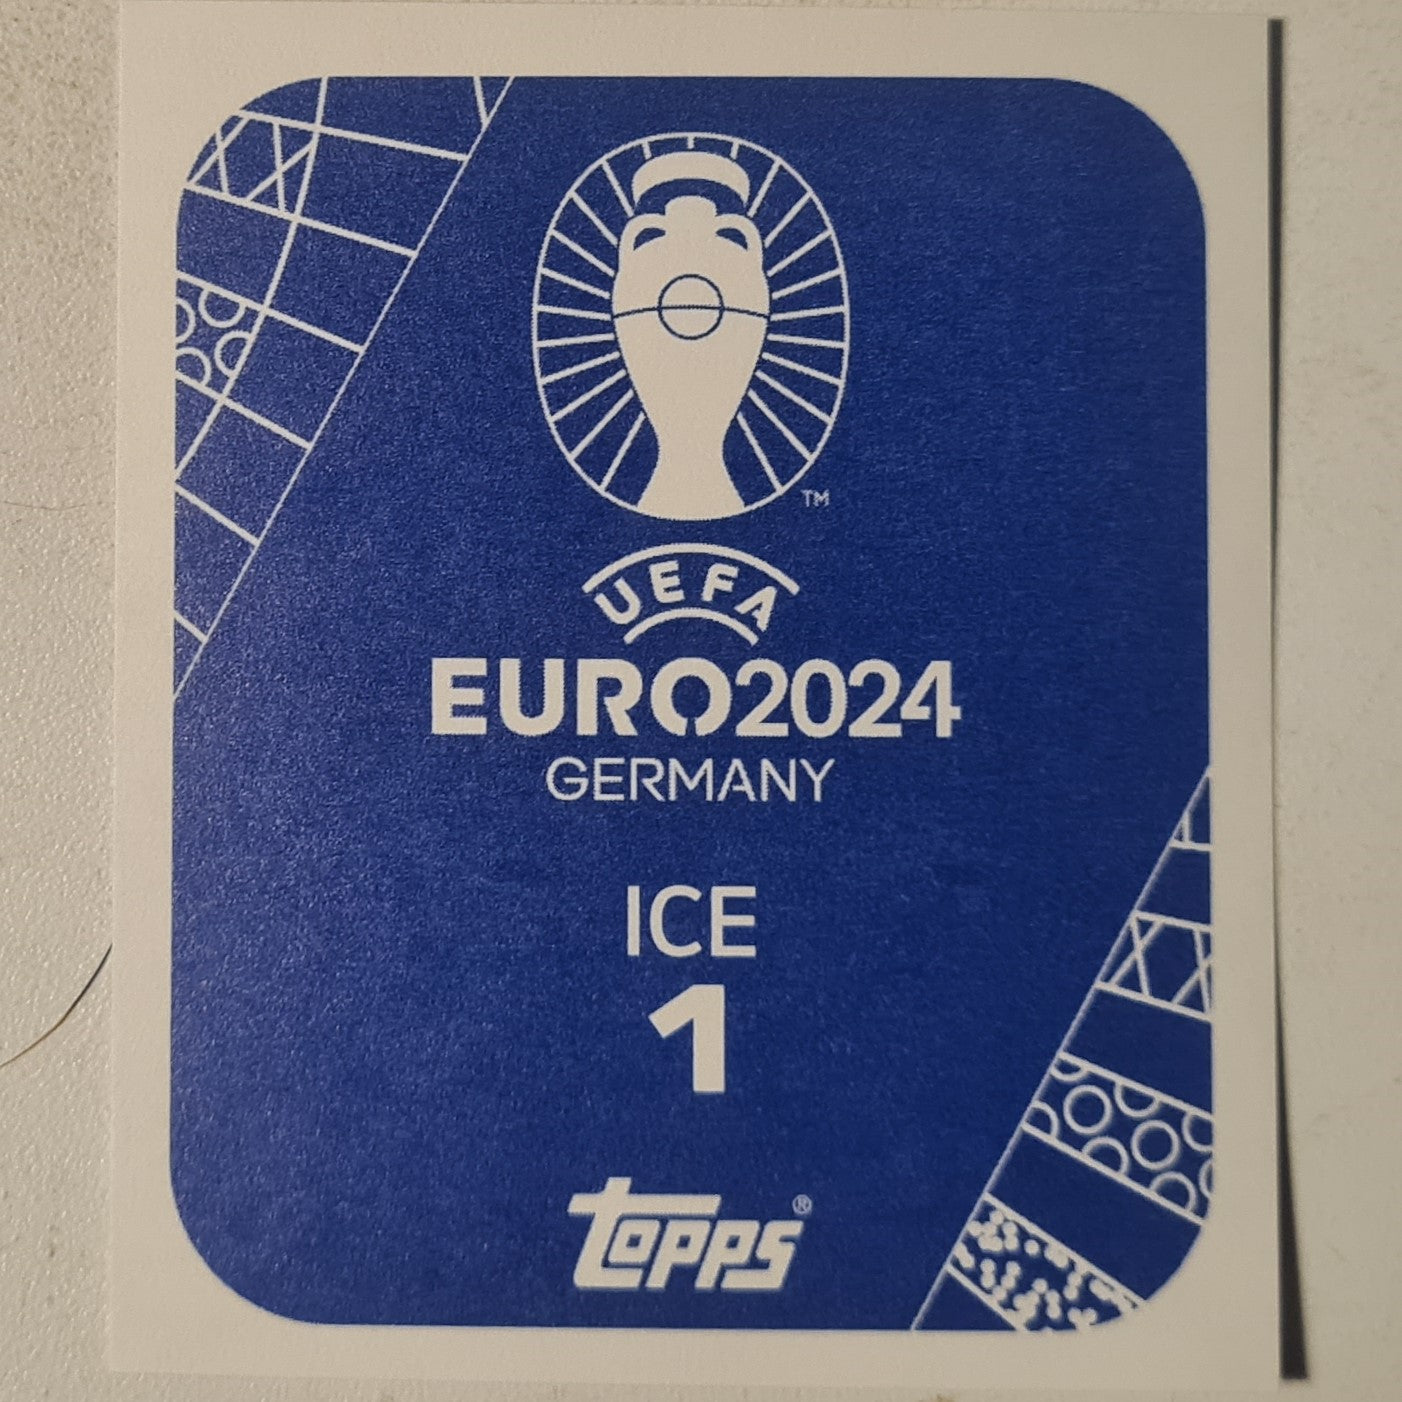 TM
UEFA
EURO2024
GERMANY
ICE
1
topps®